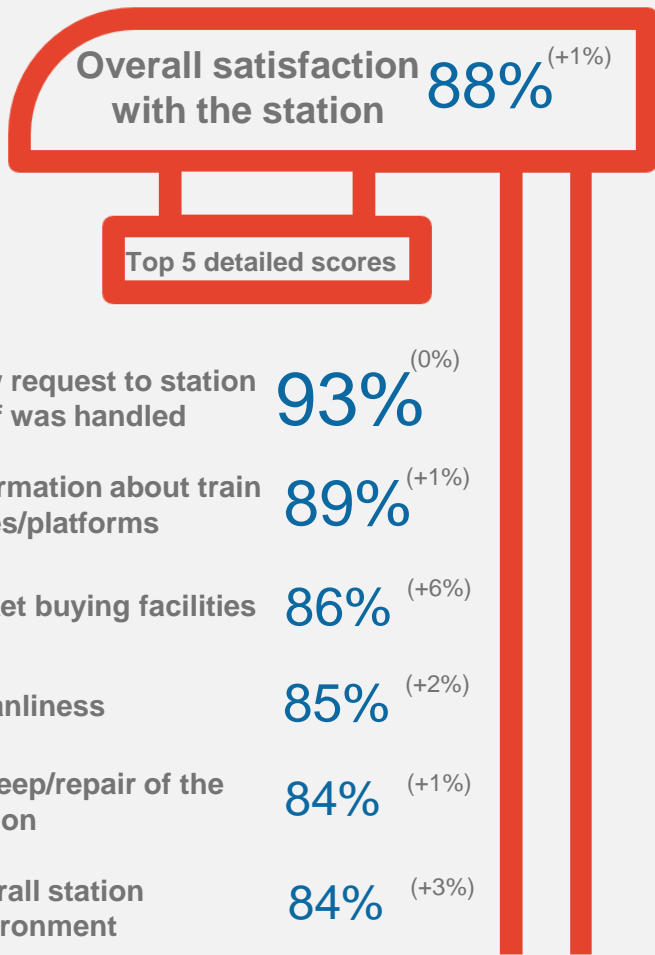 Overall satisfaction 88% (+1%)
with the station
Top 5 detailed scores
request to station 93% (0%)
was handled
rmation about train 89% (+1%)
es/platforms
et buying facilities 86% (+6%)
anliness 85% (+2%)
eep/repair of the 84% (+1%)
on
rall station 84% (+3%)
ronment